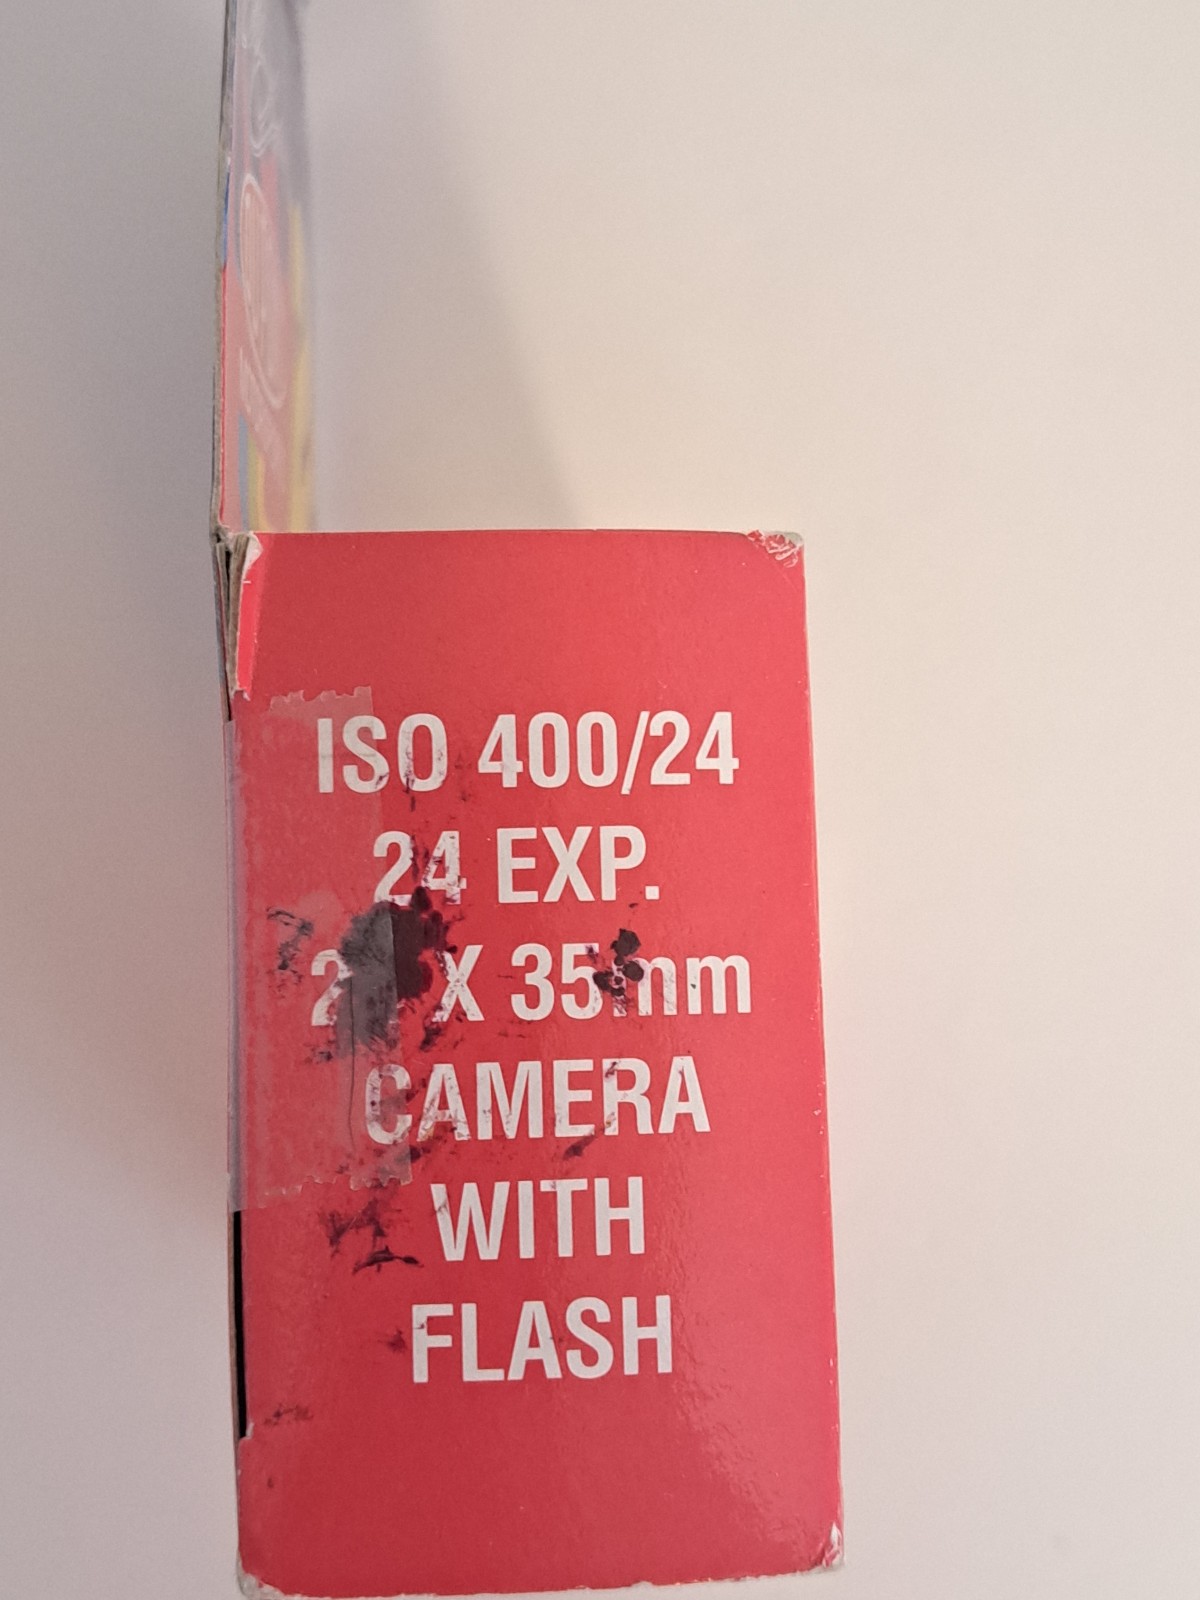 ISO 400/24
24 EXP.
X 35mm
CAMERA
WITH
FLASH